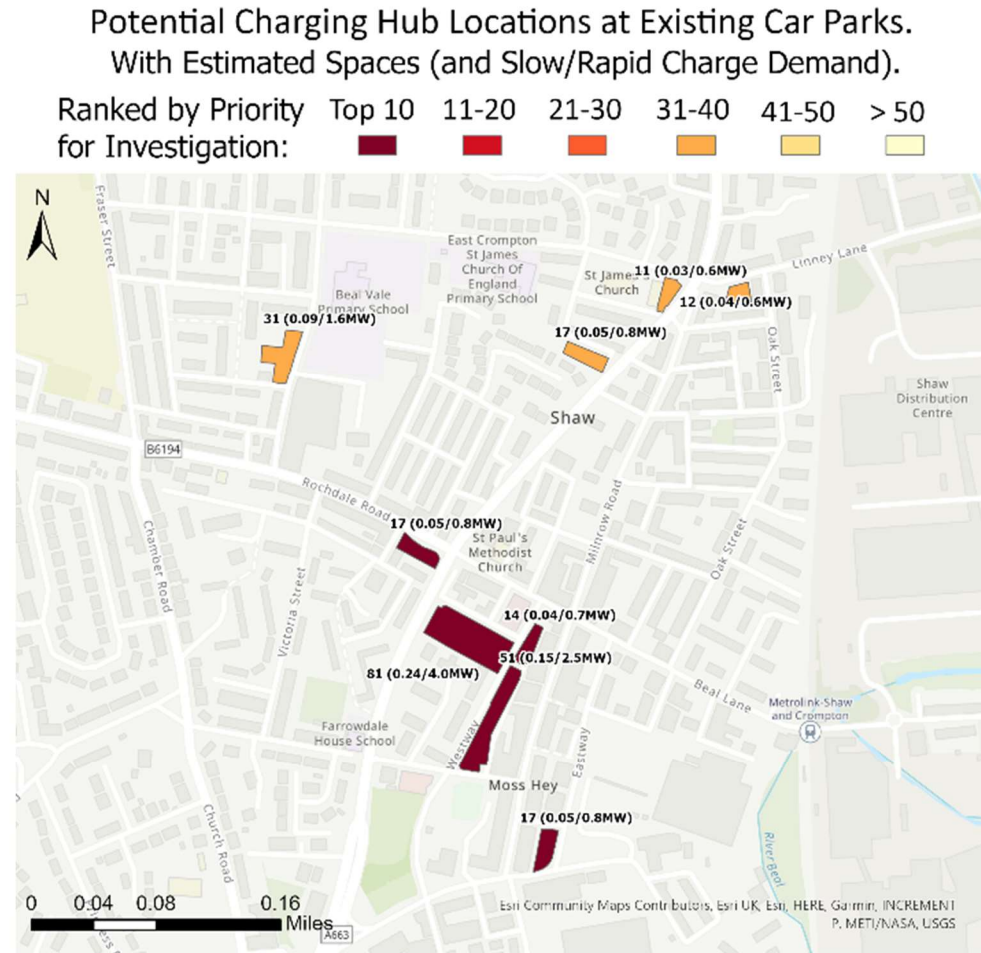 Potential Charging Hub Locations at Existing Car Parks.
With Estimated Spaces (and Slow/Rapid Charge Demand).
Ranked by Priority
for Investigation:
Top 10
11-20
21-30
31-40
41-50
> 50
N
Fraser Street
East Crompton
St James
Church Of
England
Primary School
Beal Vale
Primary School
31 (0.09/1.6MW)
St James's
Church
11 (0.03/0.6MW)
12 (0.04/0.6MW)
Linney Lane
17 (0.05/0.8MW)
Oak Street
Shaw
Distribution
Centre
Shaw
B6194
Rochdale Road
17 (0.05/0.8MW)
St Paul's
Methodist
Church
Milnrow Road
Oak Street
Chamber Road
Victoria Street
14 (0.04/0.7MW)
51 (0.15/2.5MW)
81 (0.24/4.0MW)
Beal Lane
Metrolink-Shaw
and Crompton
Farrowdale
House School
Westway
Eastway
Moss Hey
17 (0.05/0.8MW)
Church Road
River Beal
0 0.04 0.08 0.16
Miles
A663
Esri Community Maps Contributors, Esri UK, Esri, HERE, Garmin, INCREMENT
P, METI/NASA, USGS